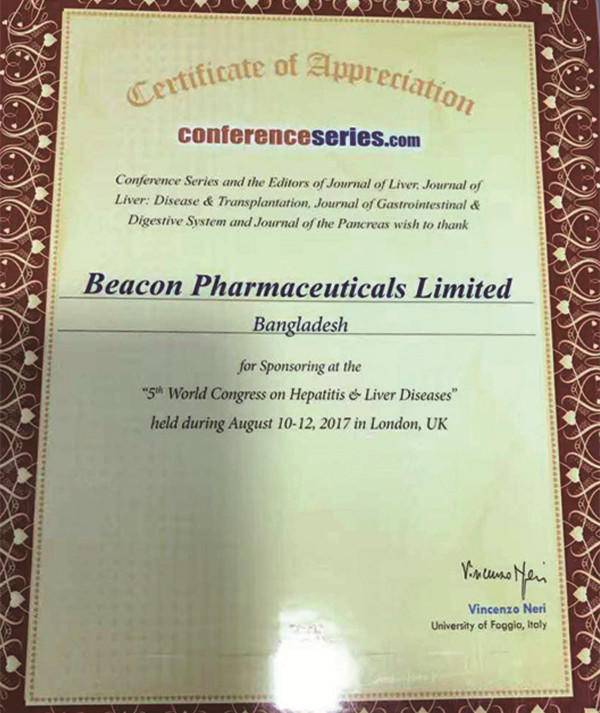 Certificate of Appreciation
conferenceseries.com
Conference Series and the Editors of Journal of Liver, Journal of
Liver: Disease & Transplantation, Journal of Gastrointestinal &
Digestive System and Journal of the Pancreas wish to thank
Beacon Pharmaceuticals Limited
Bangladesh
for Sponsoring at the
“5th World Congress on Hepatitis & Liver Diseases”
held during August 10-12, 2017 in London, UK
Vincenzo Neri
Vincenzo Neri
University of Foggia, Italy